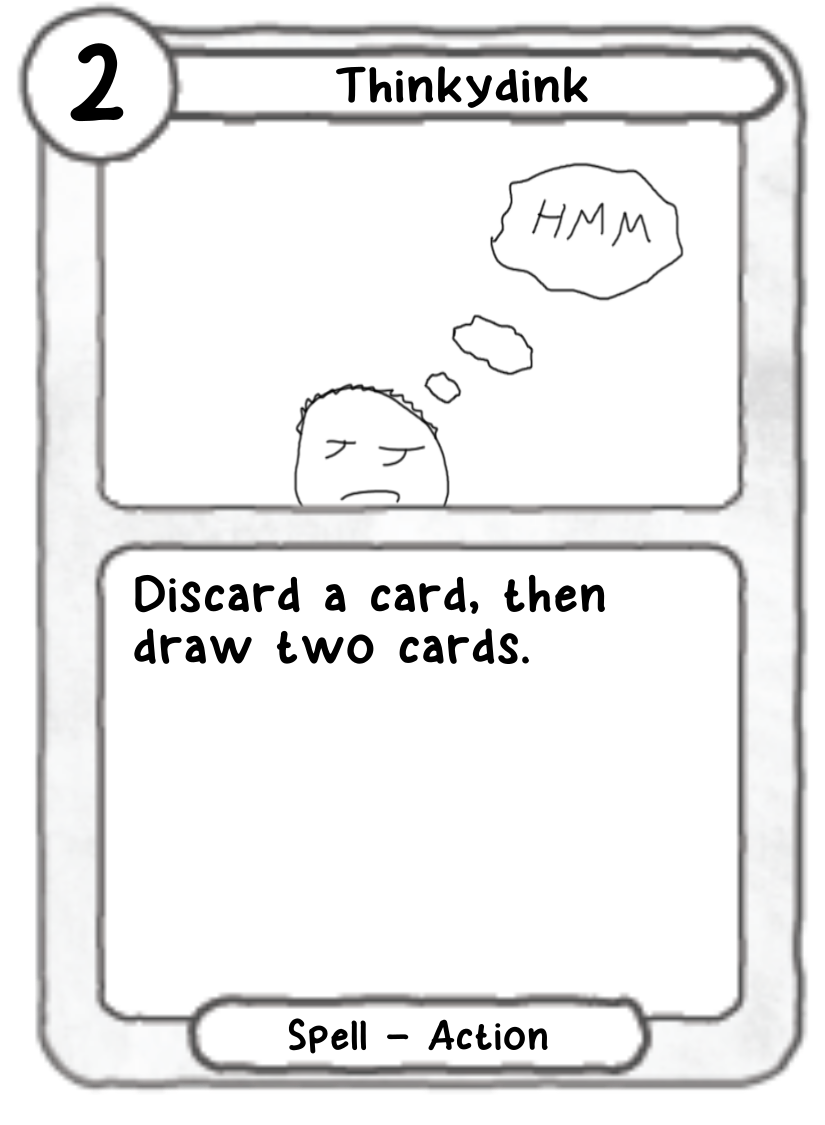 2
Thinkydink
HMM
Discard a card, then
draw two cards.
Spell – Action